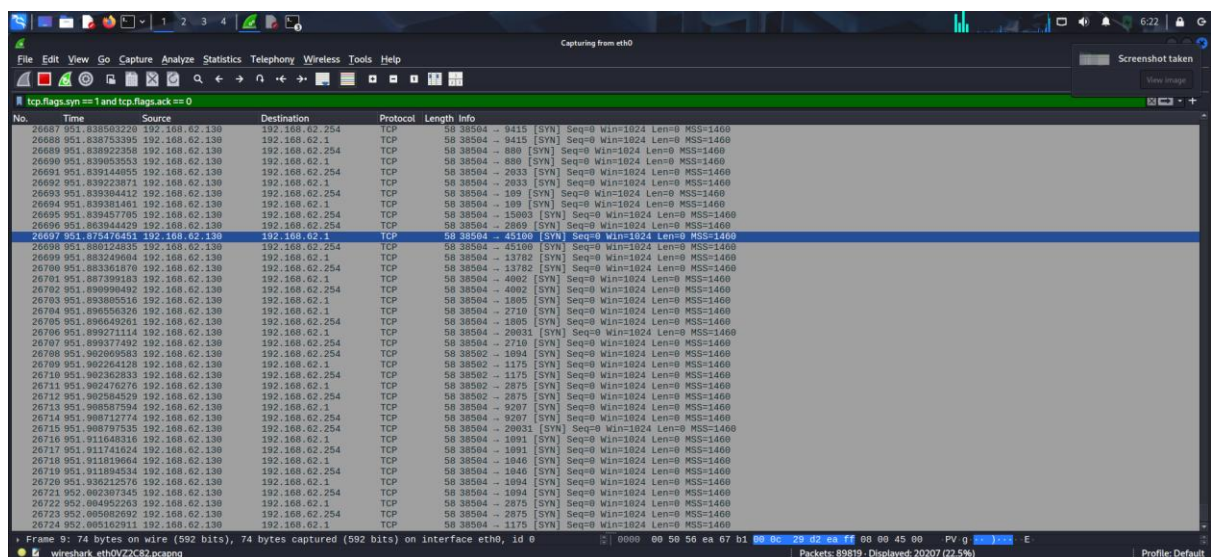 1 2 3 4
6:22
Capturing from eth0
File Edit View Go Capture Analyze Statistics Telephony Wireless Tools Help
Screenshot taken
View image
tcp.flags.syn == 1 and tcp.flags.ack == 0
No. Time Source Destination Protocol Length Info
26687 951.838503220 192.168.62.130 192.168.62.254 TCP 58 38504 → 9415 [SYN] Seq=0 Win=1024 Len=0 MSS=1460
26688 951.838753395 192.168.62.130 192.168.62.1 TCP 58 38504 → 9415 [SYN] Seq=0 Win=1024 Len=0 MSS=1460
26689 951.838922358 192.168.62.130 192.168.62.254 TCP 58 38504 → 880 [SYN] Seq=0 Win=1024 Len=0 MSS=1460
26690 951.839053553 192.168.62.130 192.168.62.1 TCP 58 38504 → 880 [SYN] Seq=0 Win=1024 Len=0 MSS=1460
26691 951.839144055 192.168.62.130 192.168.62.254 TCP 58 38504 → 2033 [SYN] Seq=0 Win=1024 Len=0 MSS=1460
26692 951.839223871 192.168.62.130 192.168.62.1 TCP 58 38504 → 2033 [SYN] Seq=0 Win=1024 Len=0 MSS=1460
26693 951.839304412 192.168.62.130 192.168.62.254 TCP 58 38504 → 109 [SYN] Seq=0 Win=1024 Len=0 MSS=1460
26694 951.839381461 192.168.62.130 192.168.62.1 TCP 58 38504 → 109 [SYN] Seq=0 Win=1024 Len=0 MSS=1460
26695 951.839457705 192.168.62.130 192.168.62.254 TCP 58 38504 → 15003 [SYN] Seq=0 Win=1024 Len=0 MSS=1460
26696 951.863944429 192.168.62.130 192.168.62.254 TCP 58 38504 → 2869 [SYN] Seq=0 Win=1024 Len=0 MSS=1460
26697 951.875476451 192.168.62.130 192.168.62.1 TCP 58 38504 → 45100 [SYN] Seq=0 Win=1024 Len=0 MSS=1460
26698 951.880124835 192.168.62.130 192.168.62.254 TCP 58 38504 → 45100 [SYN] Seq=0 Win=1024 Len=0 MSS=1460
26699 951.883249604 192.168.62.130 192.168.62.1 TCP 58 38504 → 13782 [SYN] Seq=0 Win=1024 Len=0 MSS=1460
26700 951.883361870 192.168.62.130 192.168.62.254 TCP 58 38504 → 13782 [SYN] Seq=0 Win=1024 Len=0 MSS=1460
26701 951.887399183 192.168.62.130 192.168.62.1 TCP 58 38504 → 4002 [SYN] Seq=0 Win=1024 Len=0 MSS=1460
26702 951.890990492 192.168.62.130 192.168.62.254 TCP 58 38504 → 4002 [SYN] Seq=0 Win=1024 Len=0 MSS=1460
26703 951.893805516 192.168.62.130 192.168.62.1 TCP 58 38504 → 1805 [SYN] Seq=0 Win=1024 Len=0 MSS=1460
26704 951.896556326 192.168.62.130 192.168.62.1 TCP 58 38504 → 2710 [SYN] Seq=0 Win=1024 Len=0 MSS=1460
26705 951.896649261 192.168.62.130 192.168.62.254 TCP 58 38504 → 1805 [SYN] Seq=0 Win=1024 Len=0 MSS=1460
26706 951.899271114 192.168.62.130 192.168.62.1 TCP 58 38504 → 20031 [SYN] Seq=0 Win=1024 Len=0 MSS=1460
26707 951.899377492 192.168.62.130 192.168.62.254 TCP 58 38504 → 2710 [SYN] Seq=0 Win=1024 Len=0 MSS=1460
26708 951.902069583 192.168.62.130 192.168.62.254 TCP 58 38502 → 1094 [SYN] Seq=0 Win=1024 Len=0 MSS=1460
26709 951.902264128 192.168.62.130 192.168.62.1 TCP 58 38502 → 1175 [SYN] Seq=0 Win=1024 Len=0 MSS=1460
26710 951.902362833 192.168.62.130 192.168.62.254 TCP 58 38502 → 1175 [SYN] Seq=0 Win=1024 Len=0 MSS=1460
26711 951.902476276 192.168.62.130 192.168.62.1 TCP 58 38502 → 2875 [SYN] Seq=0 Win=1024 Len=0 MSS=1460
26712 951.902584529 192.168.62.130 192.168.62.254 TCP 58 38502 → 2875 [SYN] Seq=0 Win=1024 Len=0 MSS=1460
26713 951.908587594 192.168.62.130 192.168.62.1 TCP 58 38504 → 9207 [SYN] Seq=0 Win=1024 Len=0 MSS=1460
26714 951.908712774 192.168.62.130 192.168.62.254 TCP 58 38504 → 9207 [SYN] Seq=0 Win=1024 Len=0 MSS=1460
26715 951.908797535 192.168.62.130 192.168.62.254 TCP 58 38504 → 20031 [SYN] Seq=0 Win=1024 Len=0 MSS=1460
26716 951.911648316 192.168.62.130 192.168.62.1 TCP 58 38504 → 1091 [SYN] Seq=0 Win=1024 Len=0 MSS=1460
26717 951.911741624 192.168.62.130 192.168.62.254 TCP 58 38504 → 1091 [SYN] Seq=0 Win=1024 Len=0 MSS=1460
26718 951.911819664 192.168.62.130 192.168.62.1 TCP 58 38504 → 1046 [SYN] Seq=0 Win=1024 Len=0 MSS=1460
26719 951.911894534 192.168.62.130 192.168.62.254 TCP 58 38504 → 1046 [SYN] Seq=0 Win=1024 Len=0 MSS=1460
26720 951.936212576 192.168.62.130 192.168.62.1 TCP 58 38504 → 1094 [SYN] Seq=0 Win=1024 Len=0 MSS=1460
26721 952.002307345 192.168.62.130 192.168.62.254 TCP 58 38504 → 1094 [SYN] Seq=0 Win=1024 Len=0 MSS=1460
26722 952.004952263 192.168.62.130 192.168.62.1 TCP 58 38504 → 2875 [SYN] Seq=0 Win=1024 Len=0 MSS=1460
26723 952.005082692 192.168.62.130 192.168.62.254 TCP 58 38504 → 2875 [SYN] Seq=0 Win=1024 Len=0 MSS=1460
26724 952.005162911 192.168.62.130 192.168.62.1 TCP 58 38504 → 1175 [SYN] Seq=0 Win=1024 Len=0 MSS=1460
Frame 9: 74 bytes on wire (592 bits), 74 bytes captured (592 bits) on interface eth0, id 0
0000 00 50 56 ea 67 b1 00 0c 29 d2 ea ff 08 00 45 00 ·PV·g··· )·····E·
wireshark_eth0VZ2C82.pcapng
Packets: 89819 · Displayed: 20207 (22.5%)
Profile: Default